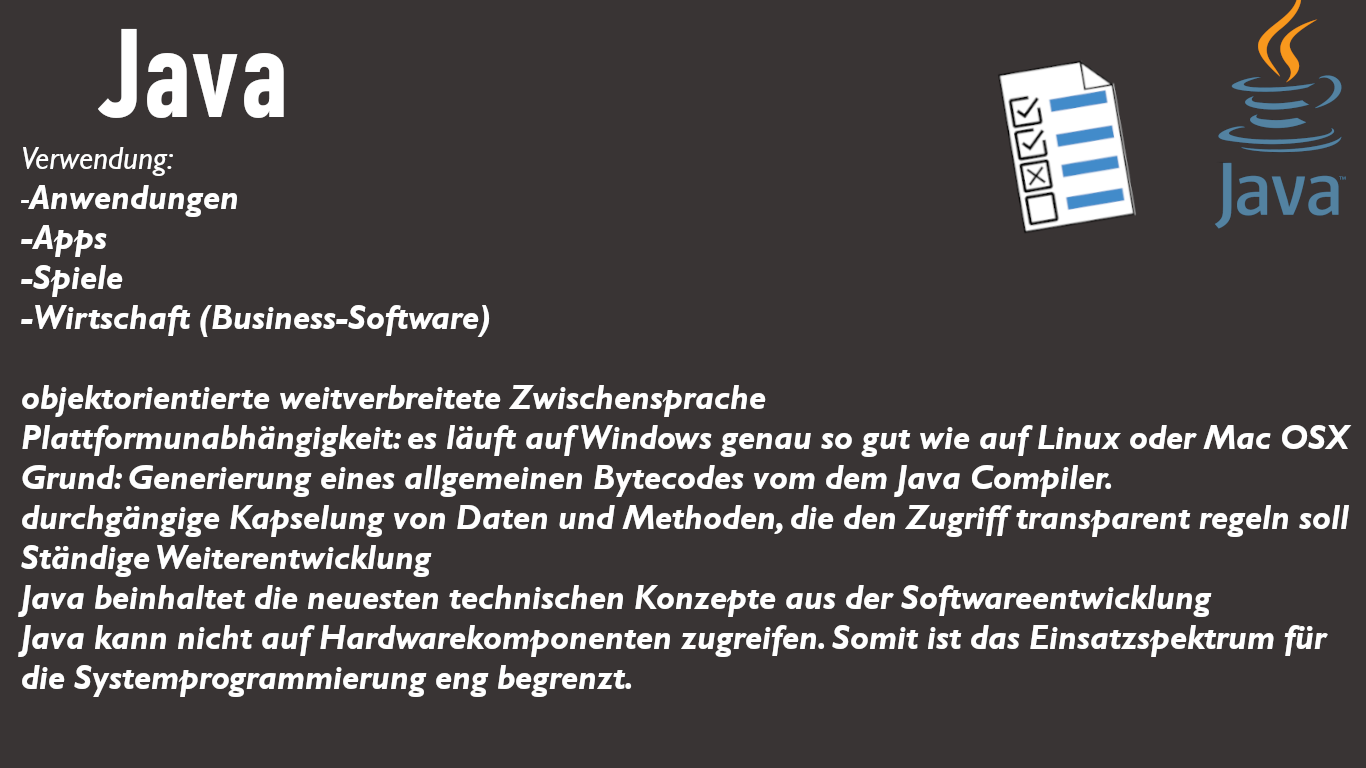 Java
Java™
Verwendung:
-Anwendungen
-Apps
-Spiele
-Wirtschaft (Business-Software)
objektorientierte weitverbreitete Zwischensprache
Plattformunabhängigkeit: es läuft auf Windows genau so gut wie auf Linux oder Mac OSX
Grund: Generierung eines allgemeinen Bytecodes vom dem Java Compiler.
durchgängige Kapselung von Daten und Methoden, die den Zugriff transparent regeln soll
Ständige Weiterentwicklung
Java beinhaltet die neuesten technischen Konzepte aus der Softwareentwicklung
Java kann nicht auf Hardwarekomponenten zugreifen. Somit ist das Einsatzspektrum für
die Systemprogrammierung eng begrenzt.